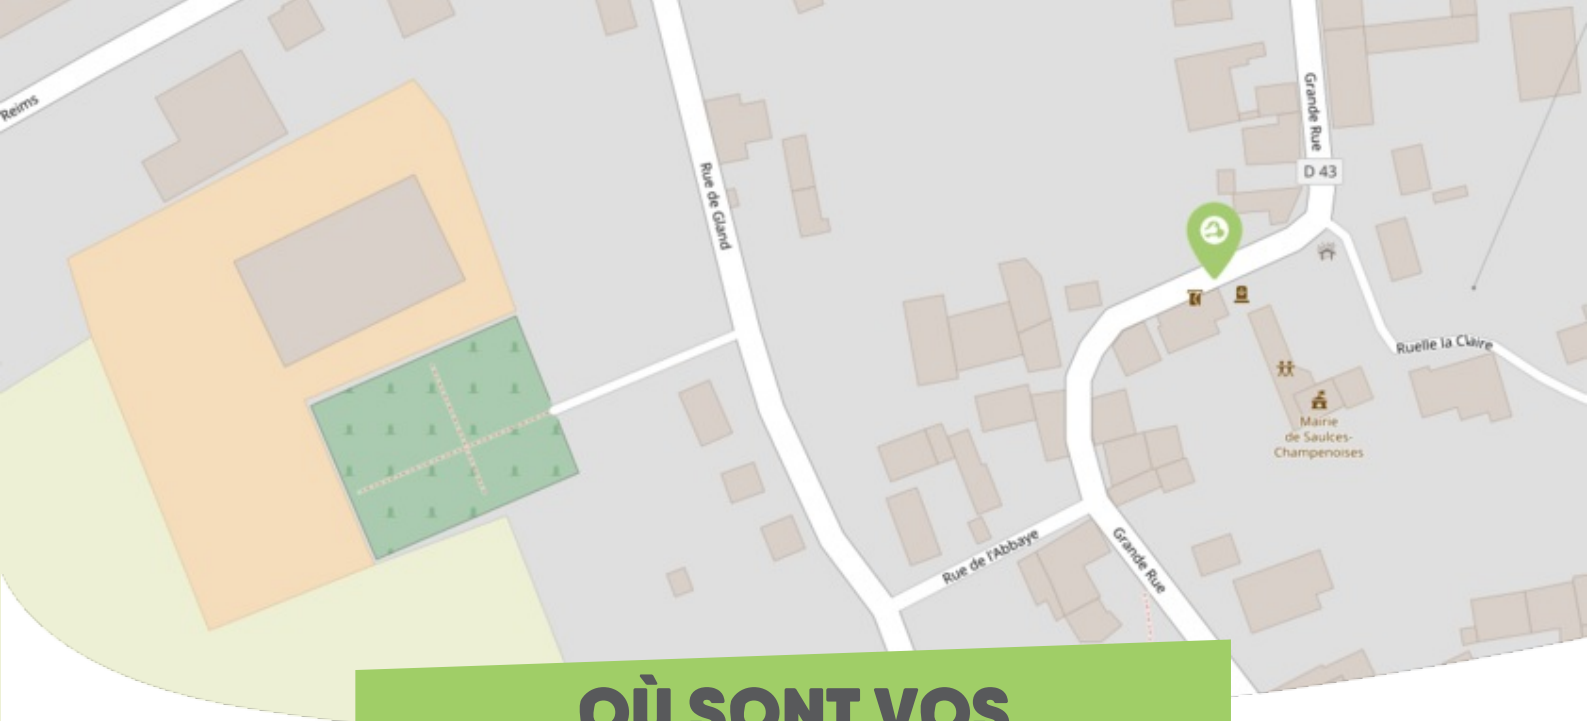 Reims
Rue de Gland
Grande Rue
D 43
Ruelle la Claire
Mairie
de Saulces-
Champenoises
Rue de l'Abbaye
Grande Rue
OÙ SONT VOS